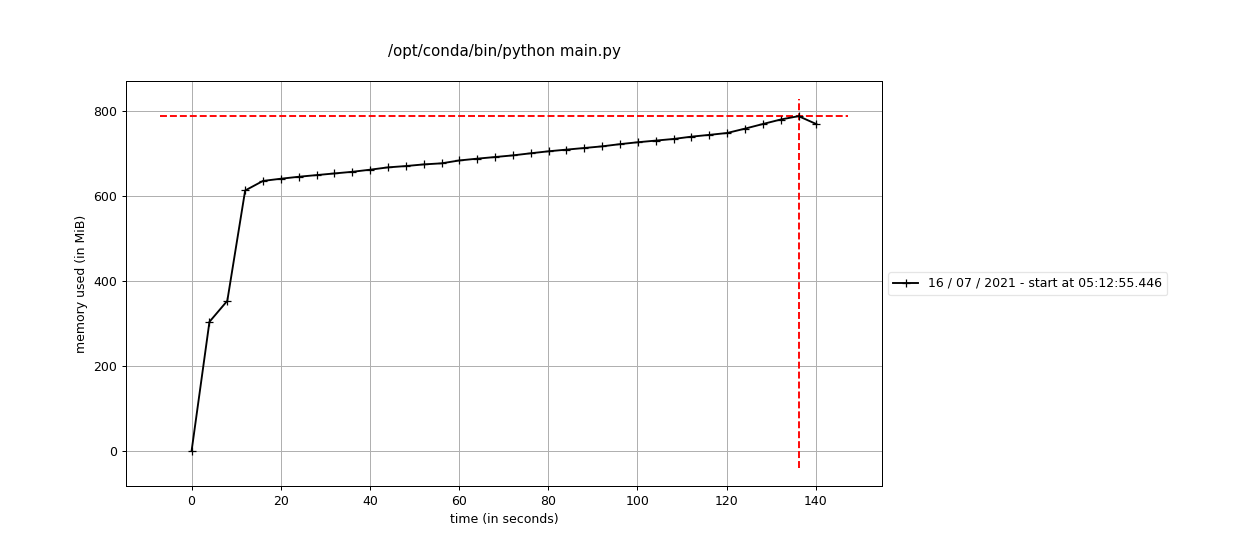 /opt/conda/bin/python main.py
800
600
400
200
0
memory used (in MiB)
0 20 40 60 80 100 120 140
time (in seconds)
16 / 07 / 2021 - start at 05:12:55.446